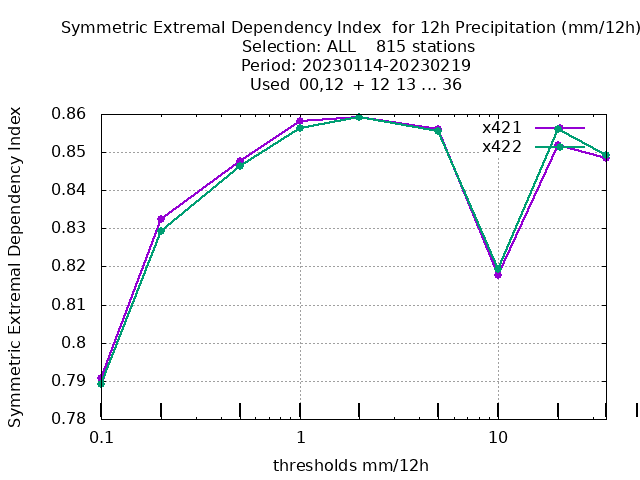 Symmetric Extremal Dependency Index  for 12h Precipitation (mm/12h)
Selection: ALL    815 stations
Period: 20230114-20230219
Used  00,12  + 12 13 ... 36
Symmetric Extremal Dependency Index
0.86
0.85
0.84
0.83
0.82
0.81
0.8
0.79
0.78
x421
x422
0.1
1
10
thresholds mm/12h